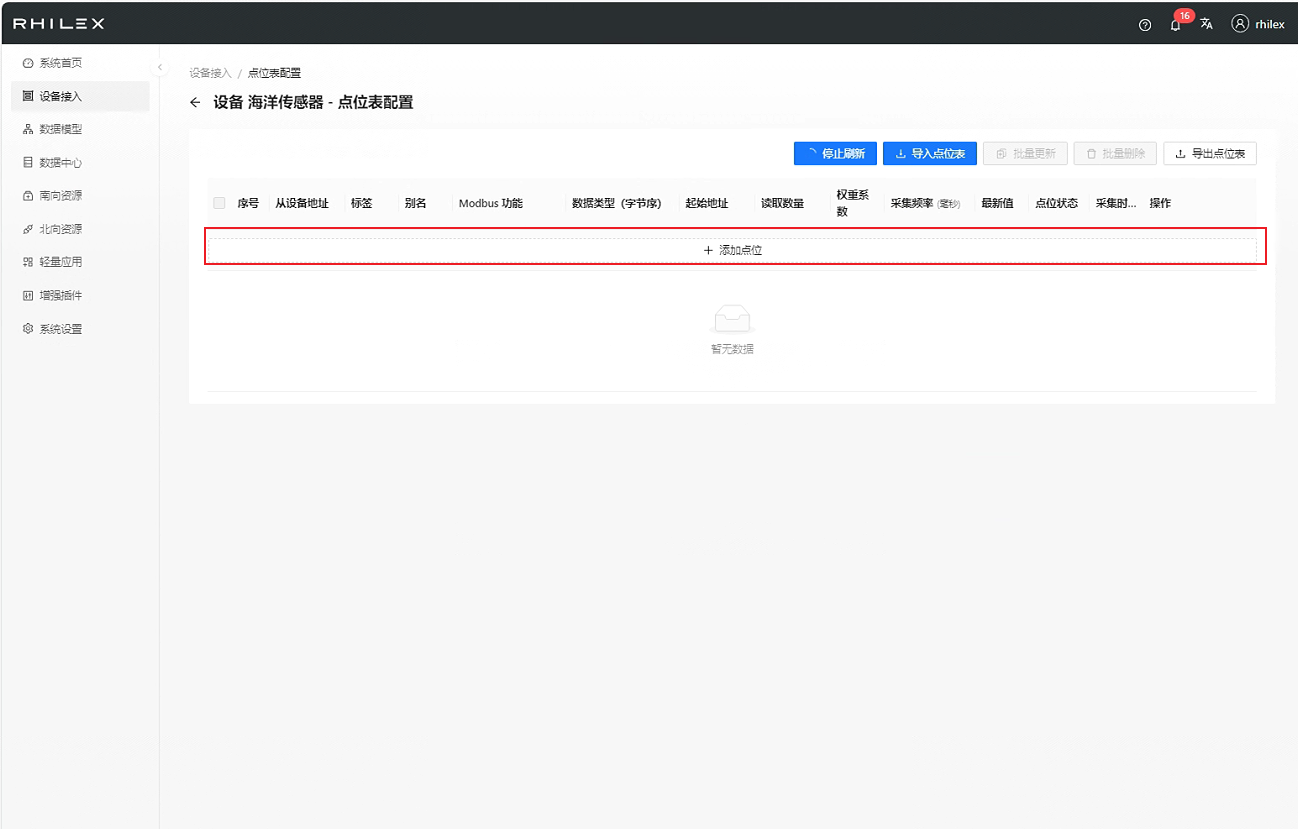 RHILEX
16
rhilex
系统首页
设备接入
数据模型
数据中心
南向资源
北向资源
轻量应用
增强插件
系统设置
设备接入 / 点位表配置
设备 海洋传感器 - 点位表配置
停止刷新 导入点位表 批量更新 批量删除 导出点位表
序号 从设备地址 标签 别名 Modbus 功能 数据类型（字节序） 起始地址 读取数量 权重系数 采集频率 (毫秒) 最新值 点位状态 采集时... 操作
+ 添加点位
暂无数据